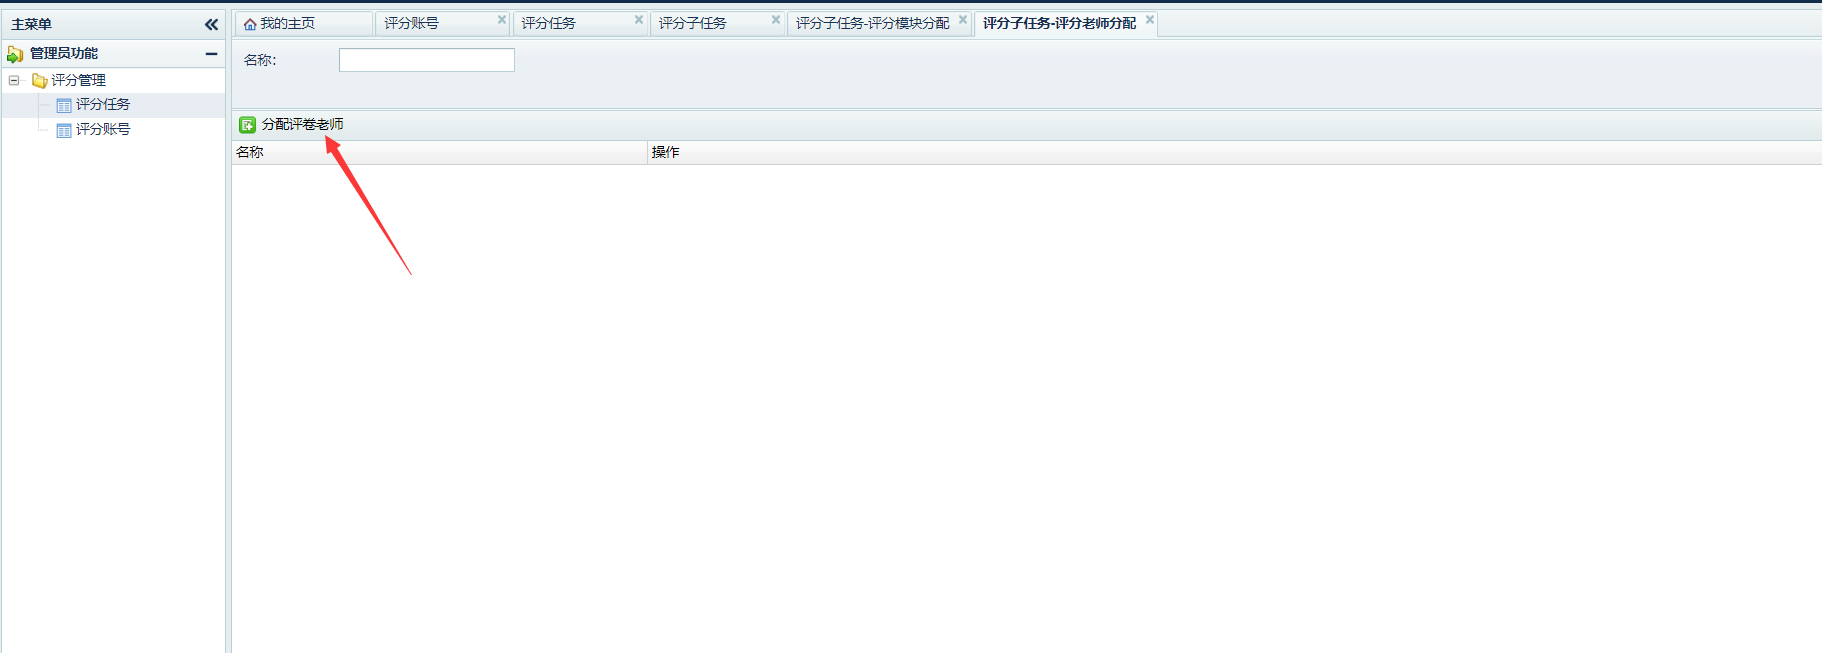 主菜单
管理员功能
评分管理
评分任务
评分账号
我的主页 评分账号 评分任务 评分子任务 评分子任务-评分模块分配 评分子任务-评分老师分配
名称：
分配评卷老师
名称 操作